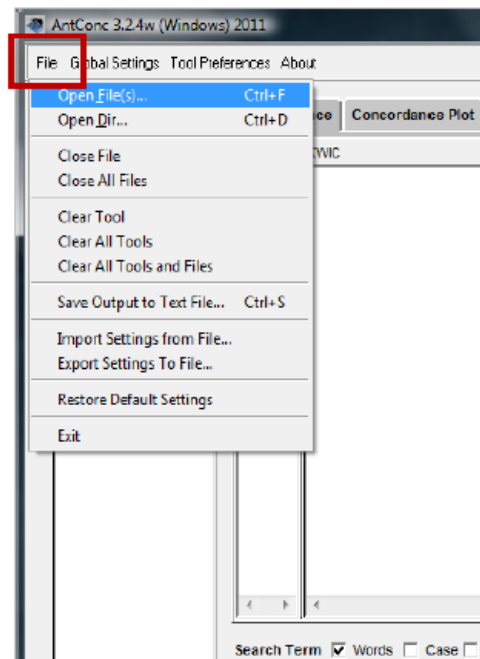 AntConc 3.2.4w (Windows) 2011
File Global Settings Tool Preferences About
Open File(s)... Ctrl+F
Open Dir... Ctrl+D
Concordance Plot
KWIC
Close File
Close All Files
Clear Tool
Clear All Tools
Clear All Tools and Files
Save Output to Text File... Ctrl+S
Import Settings from File...
Export Settings To File...
Restore Default Settings
Exit
Search Term Words Case